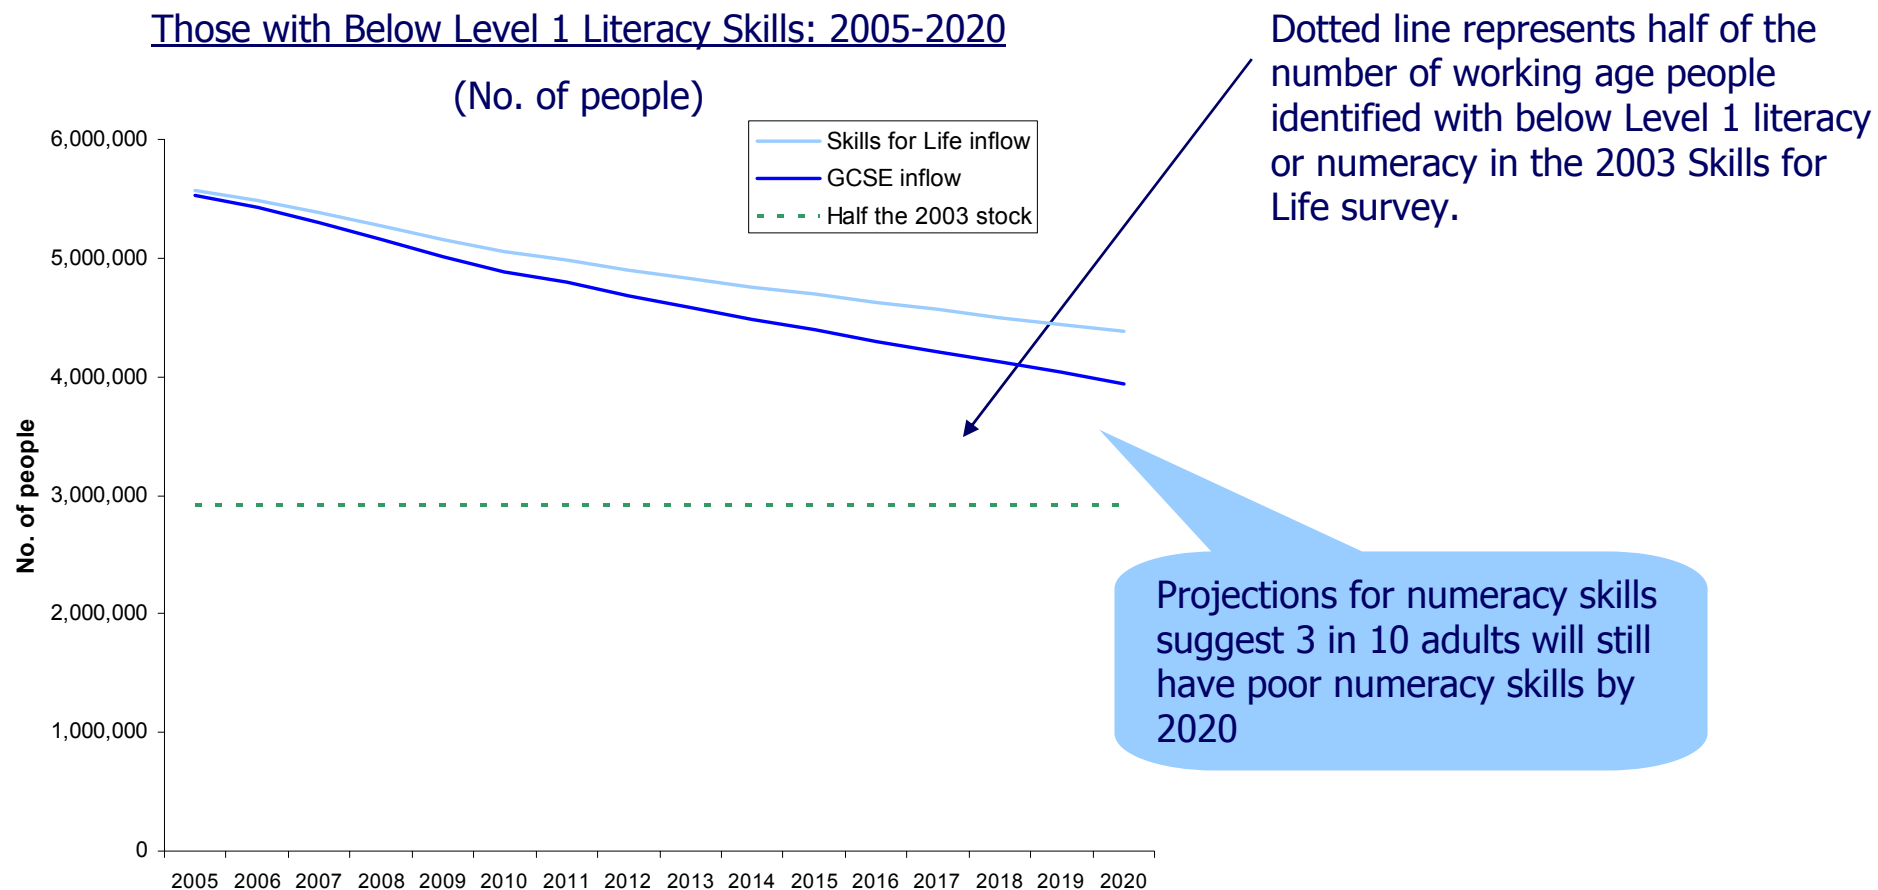 Those with Below Level 1 Literacy Skills: 2005-2020
(No. of people)
Dotted line represents half of the
number of working age people
identified with below Level 1 literacy
or numeracy in the 2003 Skills for
Life survey.
Skills for Life inflow
GCSE inflow
Half the 2003 stock
No. of people
6,000,000
5,000,000
4,000,000
3,000,000
2,000,000
1,000,000
0
2005 2006 2007 2008 2009 2010 2011 2012 2013 2014 2015 2016 2017 2018 2019 2020
Projections for numeracy skills
suggest 3 in 10 adults will still
have poor numeracy skills by
2020